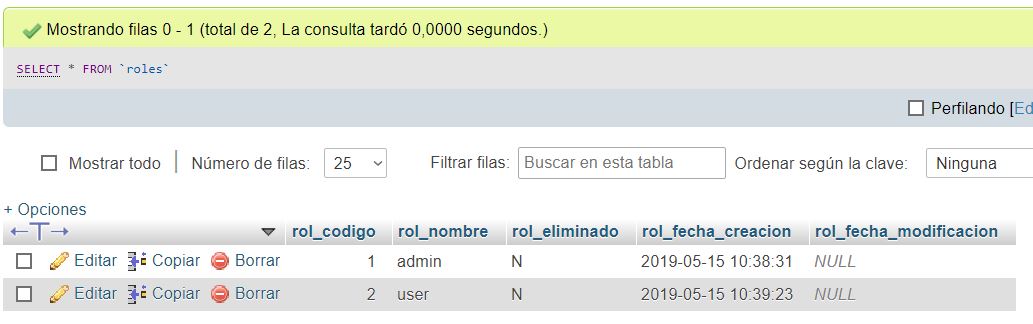 Mostrando filas 0 - 1 (total de 2, La consulta tardó 0,0000 segundos.)
SELECT * FROM `roles`
Perfilando [Ed
Mostrar todo | Número de filas: 25 Filtrar filas: Buscar en esta tabla Ordenar según la clave: Ninguna
+ Opciones
←T→ rol_codigo rol_nombre rol_eliminado rol_fecha_creacion rol_fecha_modificacion
Editar Copiar Borrar 1 admin N 2019-05-15 10:38:31 NULL
Editar Copiar Borrar 2 user N 2019-05-15 10:39:23 NULL